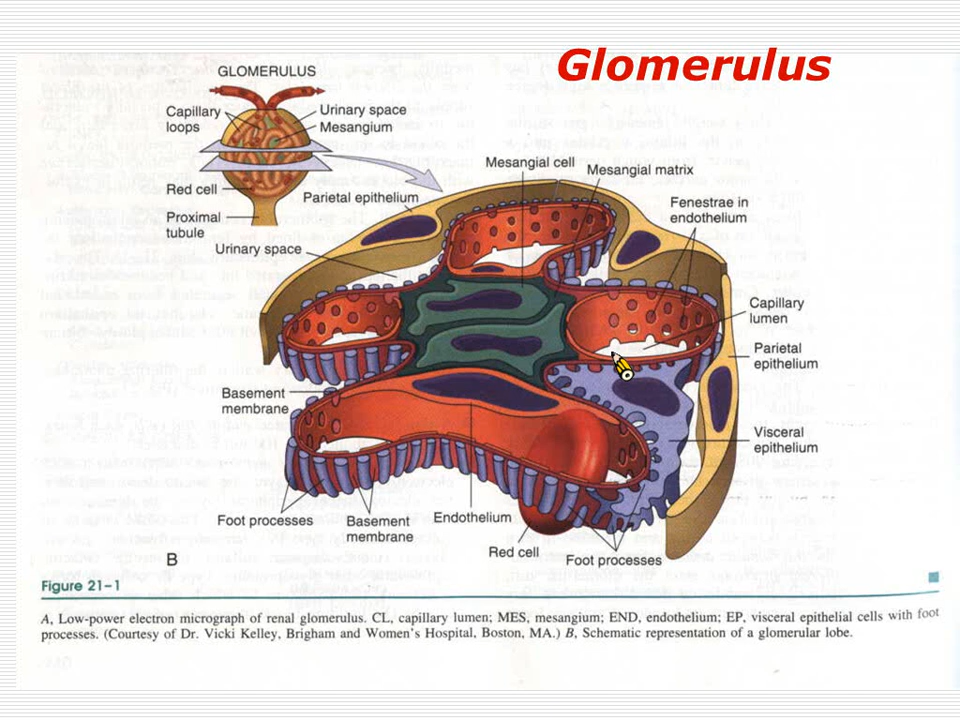 Glomerulus
GLOMERULUS
Capillary
loops
Urinary space
Mesangium
Red cell
Proximal
tubule
Parietal epithelium
Urinary space
Mesangial cell
Mesangial matrix
Fenestrae in
endothelium
Capillary
lumen
Parietal
epithelium
Basement
membrane
Visceral
epithelium
Foot processes
Basement
membrane
Endothelium
Red cell
Foot processes
B
Figure 21-1
A, Low-power electron micrograph of renal glomerulus. CL, capillary lumen; MES, mesangium; END, endothelium; EP, visceral epithelial cells with foot
processes. (Courtesy of Dr. Vicki Kelley, Brigham and Women's Hospital, Boston, MA.) B, Schematic representation of a glomerular lobe.